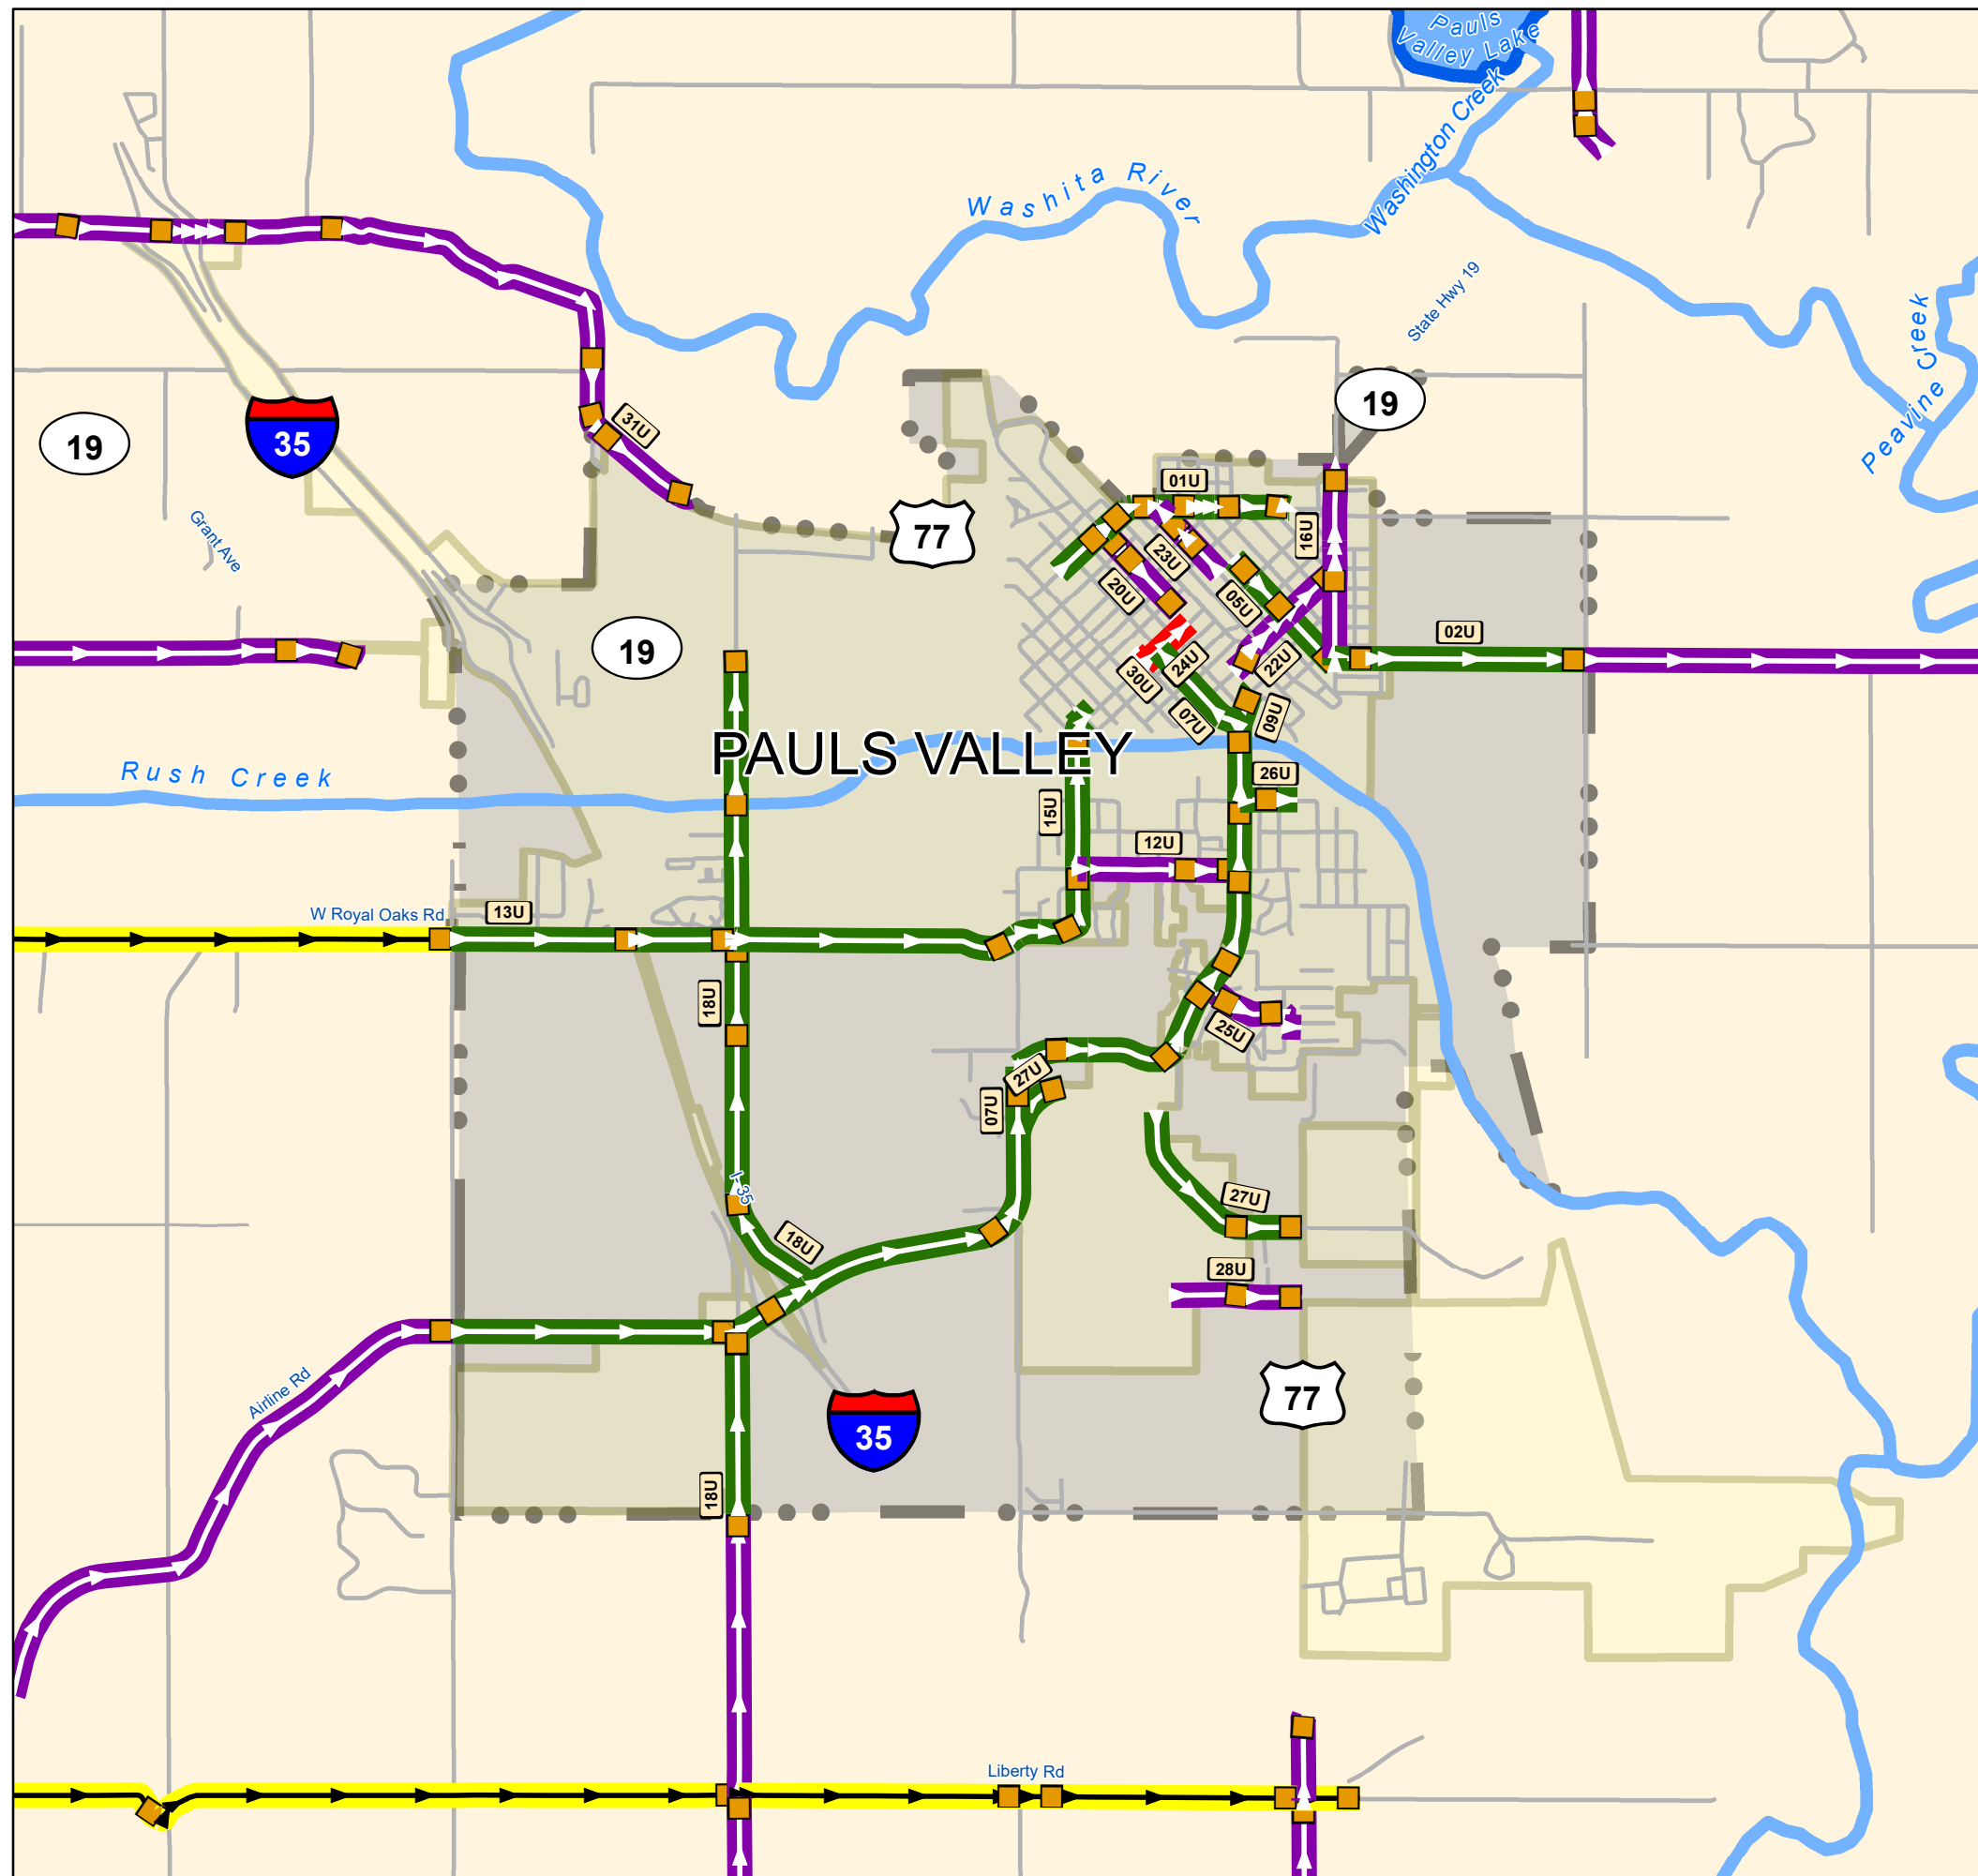 Pauls
Valley Lake
Washington Creek
Washita River
State Hwy 19
Peavine Creek
19
35
19
31U
Grant Ave
77
01U
16U
23U
20U
05U
02U
19
24U
22U
30U
07U
09U
PAULS VALLEY
Rush Creek
26U
15U
12U
W Royal Oaks Rd
13U
18U
25U
27U
07U
I-35
27U
18U
28U
Airline Rd
77
35
18U
Liberty Rd